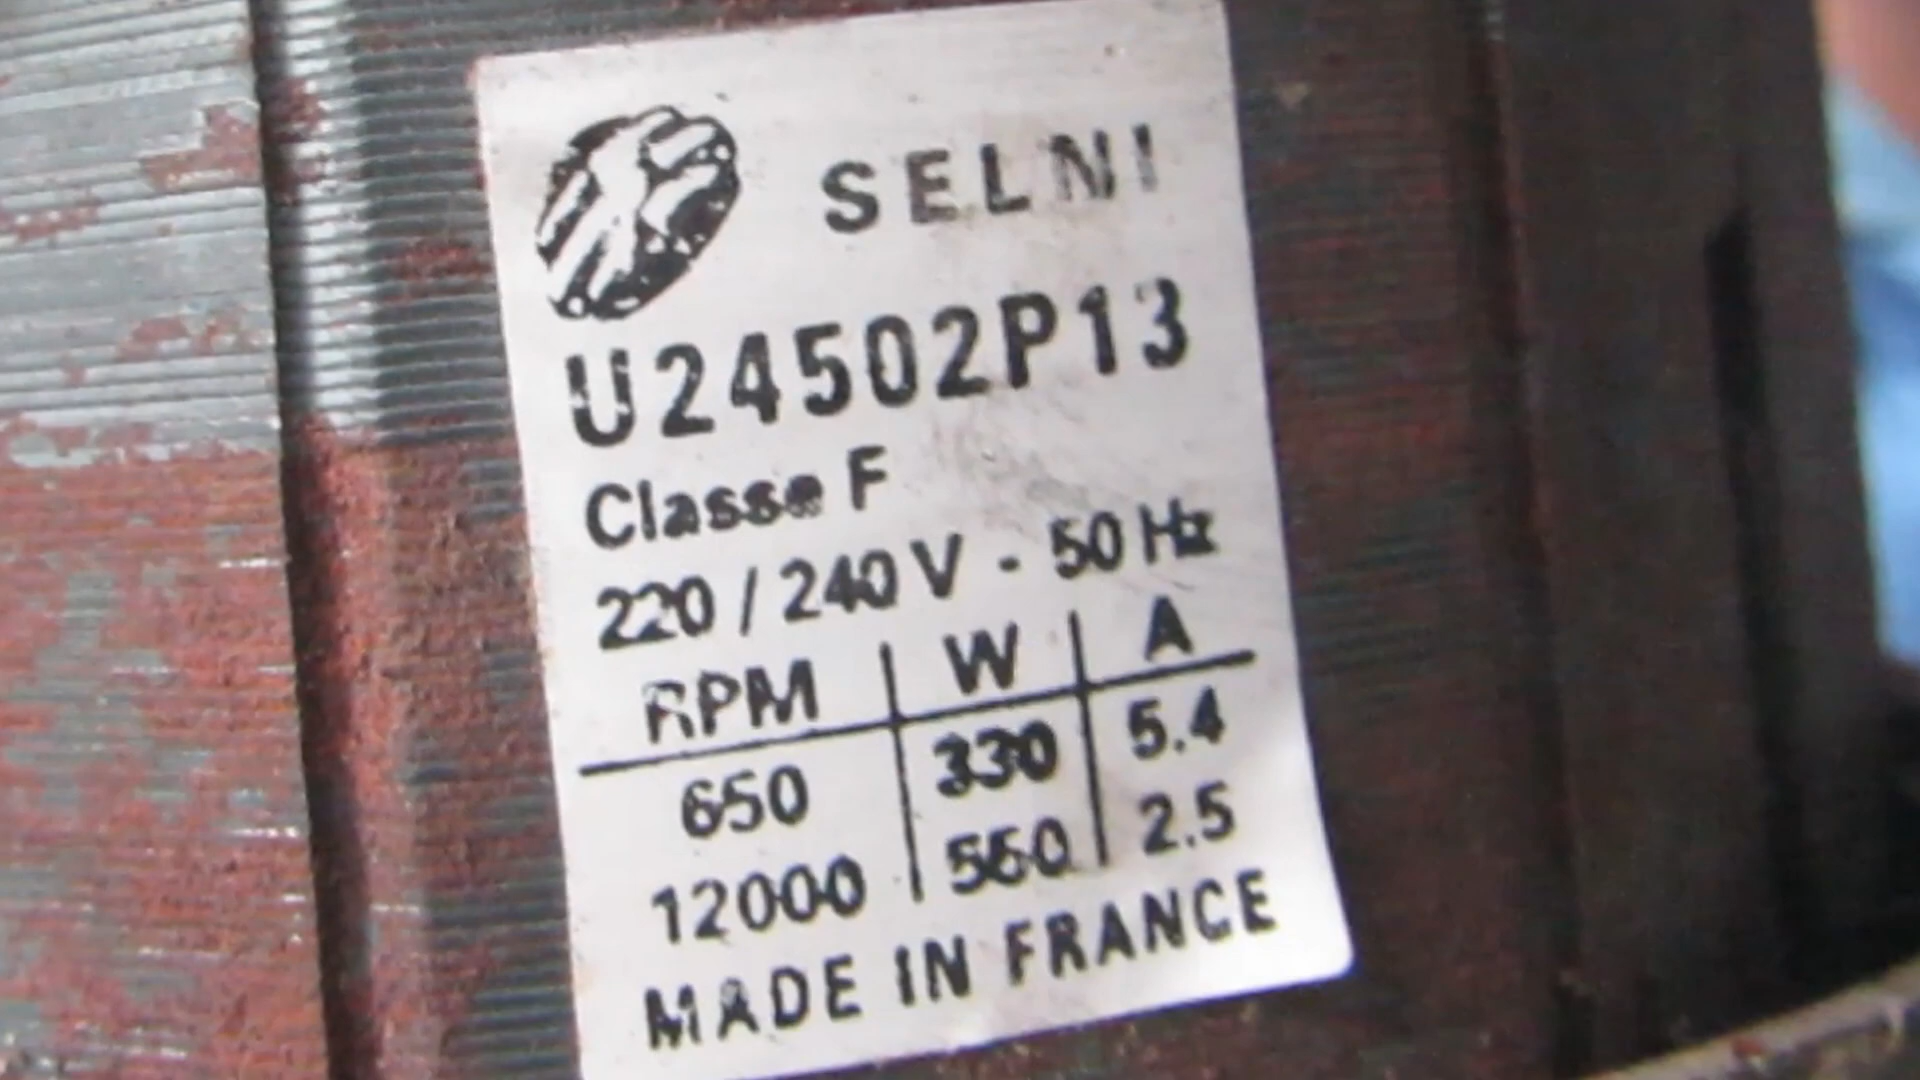 SELNI
U24502P13
Classe F
220 / 240 V - 50 Hz
RPM W A
650 330 5.4
12000 560 2.5
MADE IN FRANCE